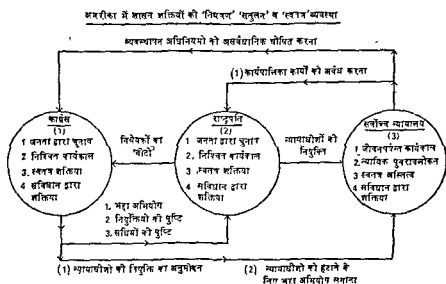 अमरीका में शासन शक्तियों की 'नियंत्रण' 'सन्तुलन' व 'स्वतन्त्र' व्यवस्था
व्यवस्थापन अधिनियमों को असंवैधानिक घोषित करना
(1) कार्यपालिका कार्यों को अवैध करना
कांग्रेस
(1)
1 जनता द्वारा चुनाव
2 निश्चित कार्यकाल
3. स्वतन्त्र शक्तियां
4 संविधान द्वारा शक्तियां
विधेयकों का 'वीटो'
राष्ट्रपति
(2)
1 जनता द्वारा चुनाव
2. निश्चित कार्यकाल
3 स्वतन्त्र शक्तियां
4 संविधान द्वारा शक्तियां
न्यायाधीशों की नियुक्ति
सर्वोच्च न्यायालय
(3)
1. जीवनपर्यन्त कार्यकाल
2. न्यायिक पुनरावलोकन
3 स्वतन्त्र अस्तित्व
4 संविधान द्वारा शक्तियां
1. महा अभियोग
2 नियुक्तियों की पुष्टि
3 संधियों की पुष्टि
(1) न्यायाधीशों की नियुक्ति का अनुमोदन
(2) न्यायाधीशों को हटाने के लिए महा अभियोग लगाना